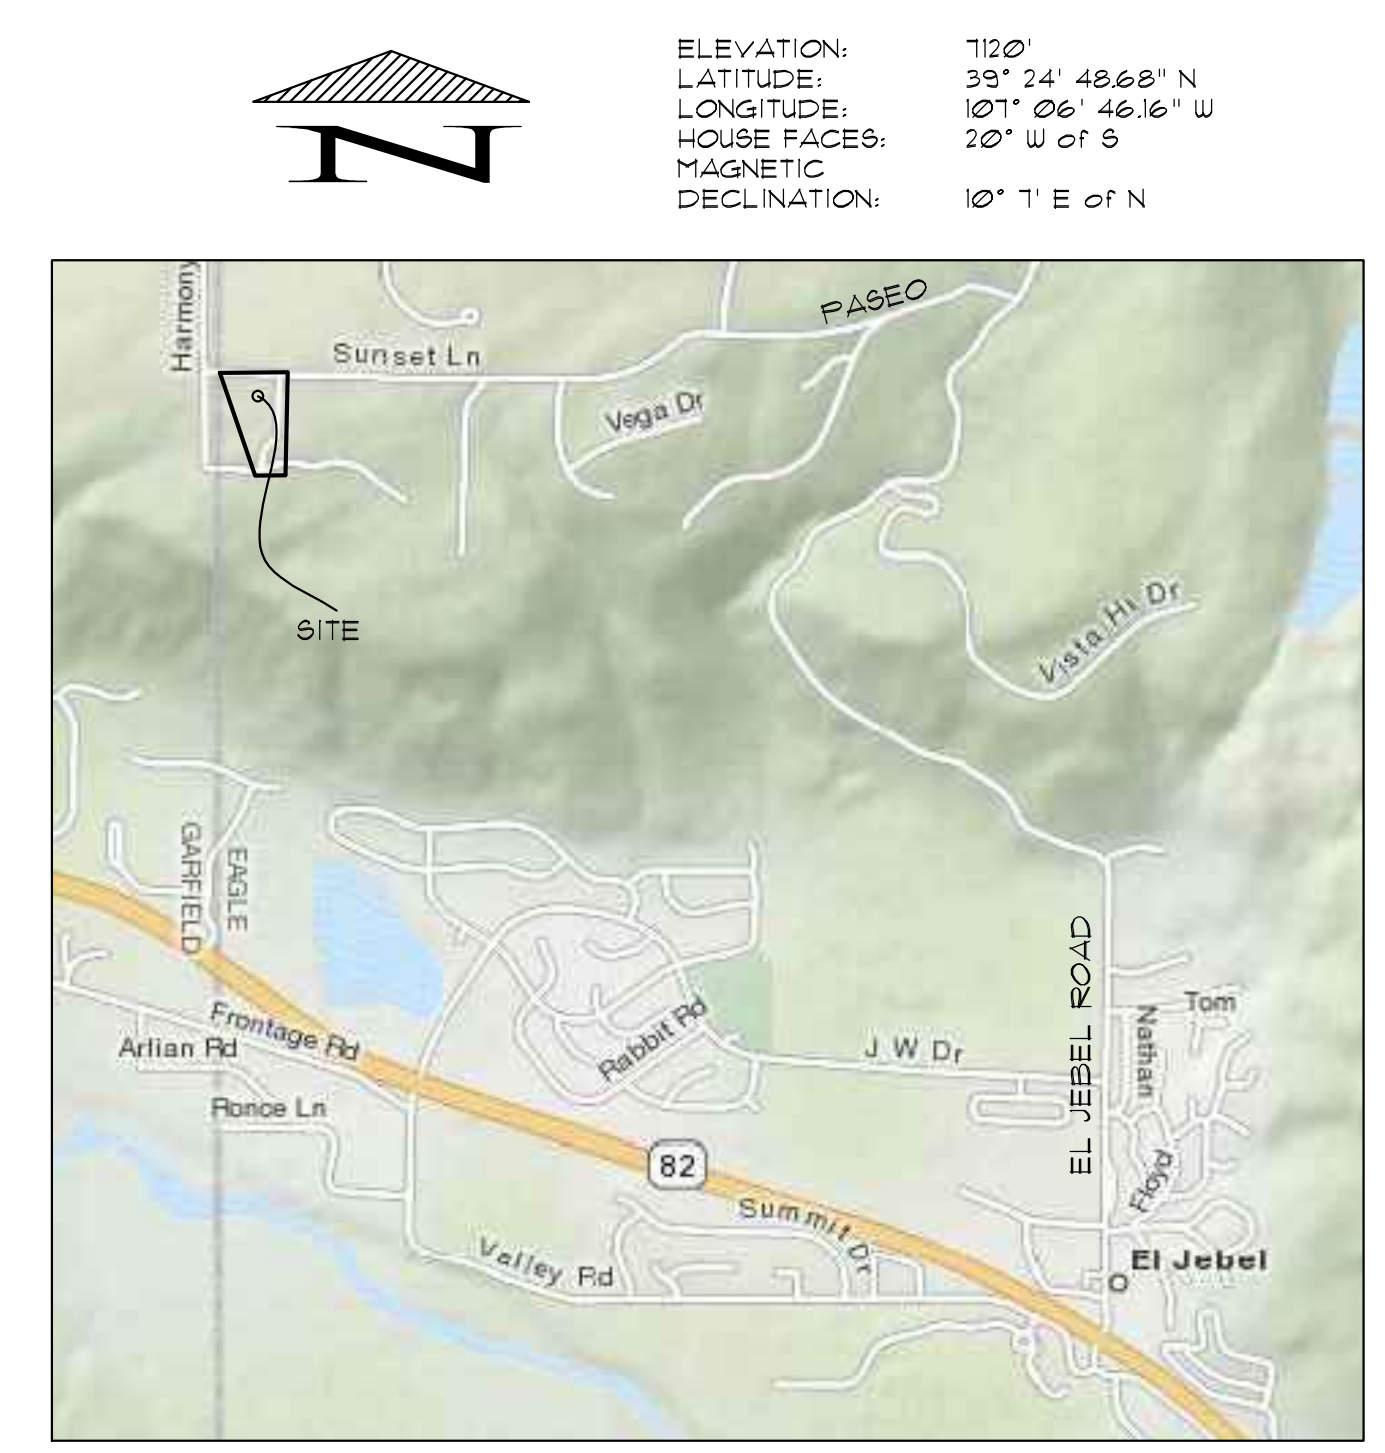 N
ELEVATION: 7120'
LATITUDE: 39° 24' 48.68" N
LONGITUDE: 107° 06' 46.16" W
HOUSE FACES: 20° W of S
MAGNETIC
DECLINATION: 10° 7' E of N
Harmony
PASEO
Sunset Ln
Vega Dr
Vista Hi Dr
SITE
GARFIELD
EAGLE
EL JEBEL ROAD
Tom
Nathan
Frontage Rd
Arlian Rd
Rabbit Rd
J W Dr
Ronce Ln
82
Floyd
Summit Dr
Valley Rd
El Jebel